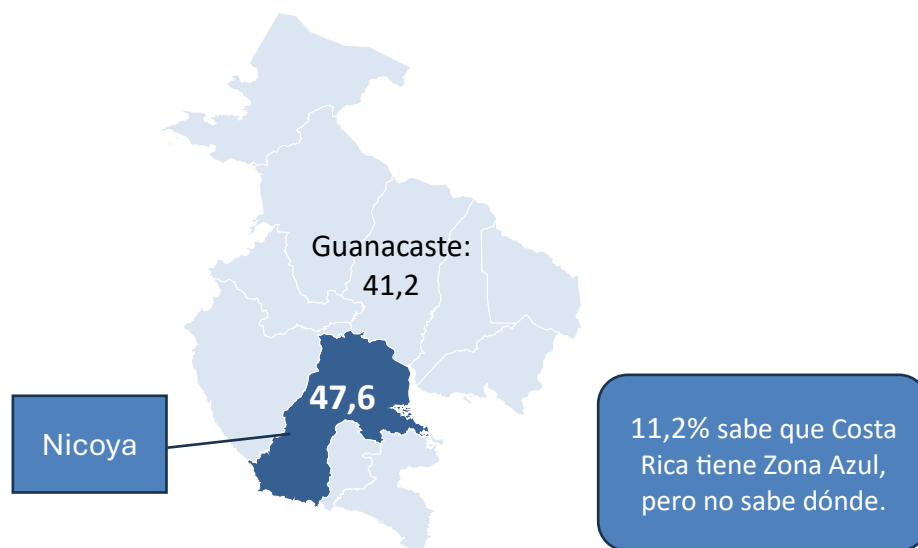 Guanacaste:
41,2
47,6
Nicoya
11,2% sabe que Costa
Rica tiene Zona Azul,
pero no sabe dónde.